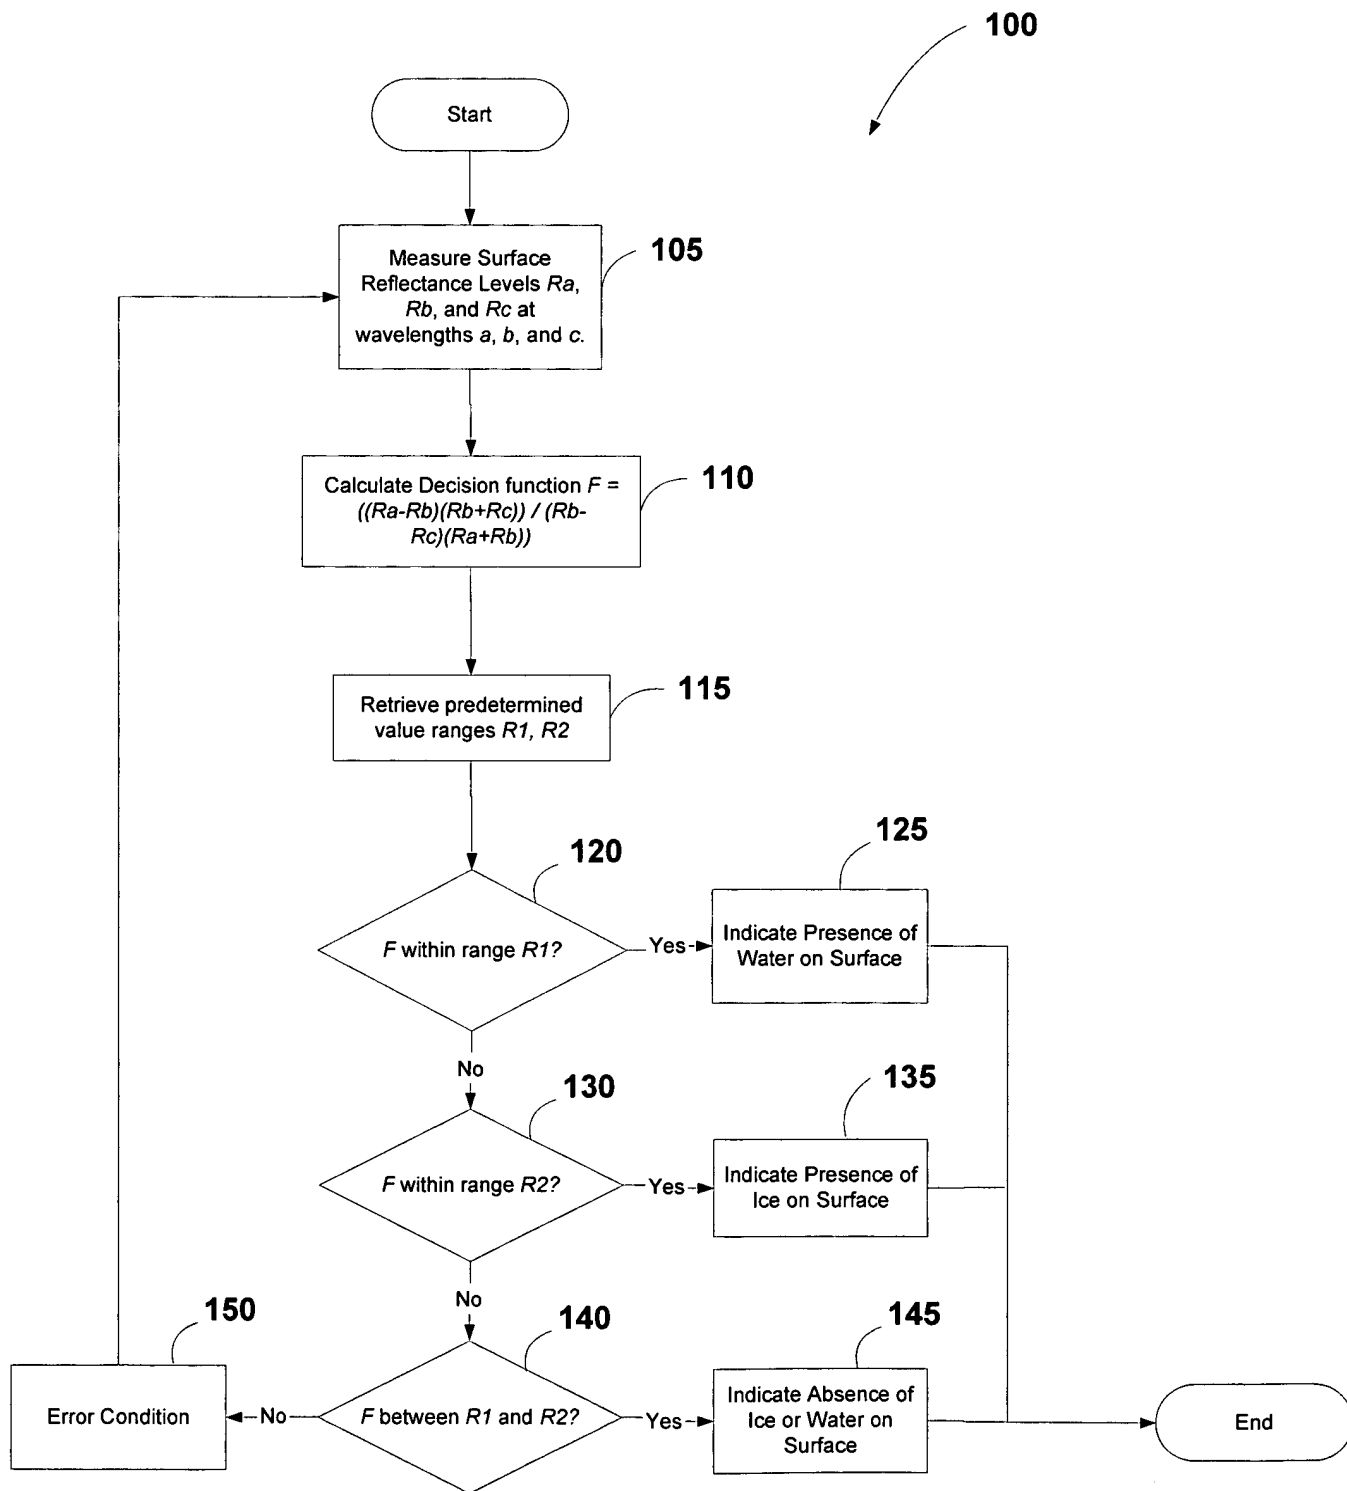 100
Start
105
Measure Surface
Reflectance Levels Ra,
Rb, and Rc at
wavelengths a, b, and c.
110
Calculate Decision function F =
((Ra-Rb)(Rb+Rc)) / (Rb-
Rc)(Ra+Rb))
115
Retrieve predetermined
value ranges R1, R2
120
F within range R1?
Yes
125
Indicate Presence of
Water on Surface
No
130
F within range R2?
Yes
135
Indicate Presence of
Ice on Surface
No
140
F between R1 and R2?
Yes
145
Indicate Absence of
Ice or Water on
Surface
No
150
Error Condition
End